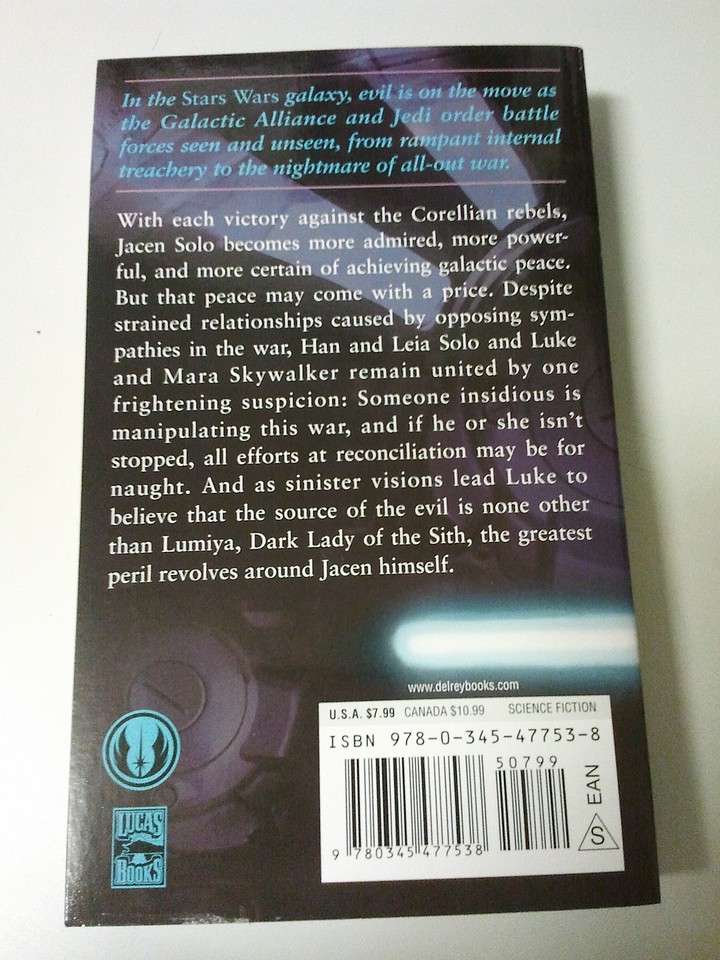 In the Stars Wars galaxy, evil is on the move as
the Galactic Alliance and Jedi order battle
forces seen and unseen, from rampant internal
treachery to the nightmare of all-out war.
With each victory against the Corellian rebels,
Jacen Solo becomes more admired, more power-
ful, and more certain of achieving galactic peace.
But that peace may come with a price. Despite
strained relationships caused by opposing sym-
pathies in the war, Han and Leia Solo and Luke
and Mara Skywalker remain united by one
frightening suspicion: Someone insidious is
manipulating this war, and if he or she isn't
stopped, all efforts at reconciliation may be for
naught. And as sinister visions lead Luke to
believe that the source of the evil is none other
than Lumiya, Dark Lady of the Sith, the greatest
peril revolves around Jacen himself.
www.delreybooks.com
U.S.A. $7.99 CANADA $10.99 SCIENCE FICTION
ISBN 978-0-345-47753-8
50799
9 780345 477538
EAN
S
LUCAS
BOOKS